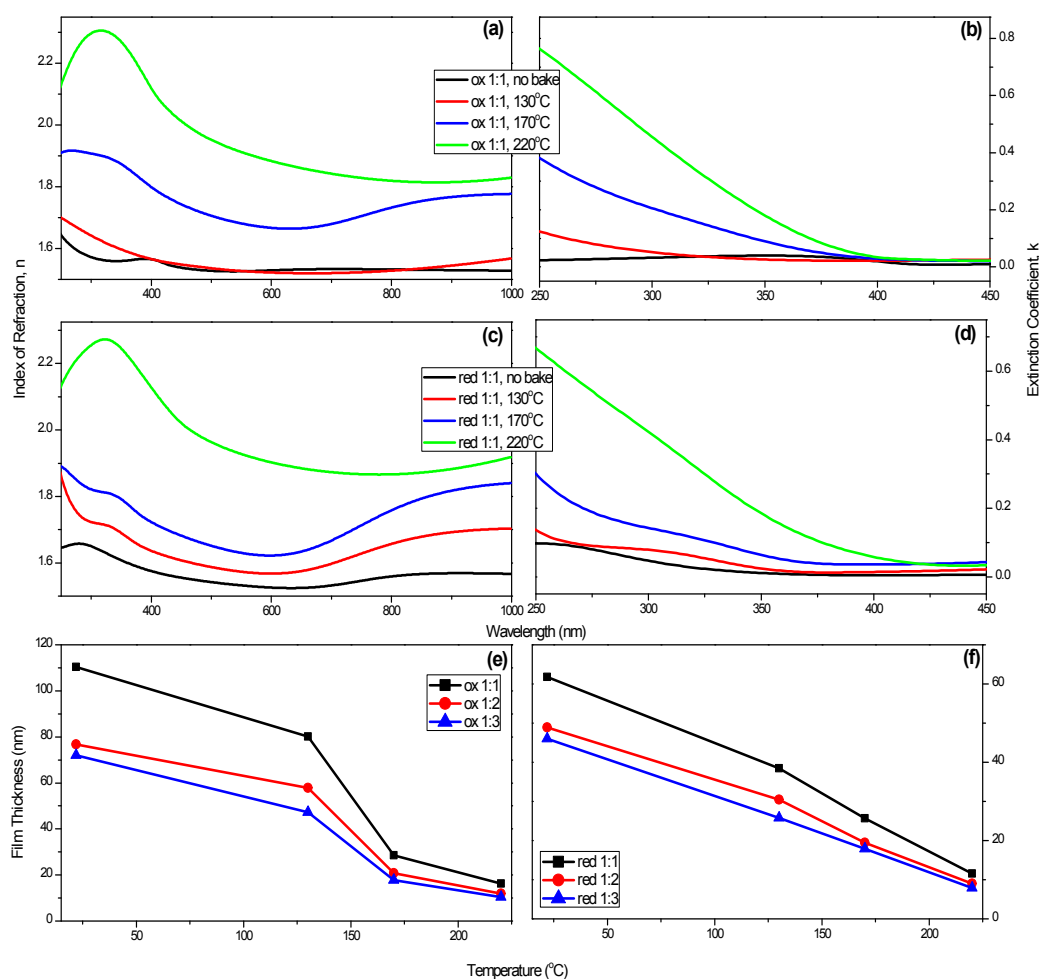 (a)
(b)
2.2
2.0
1.8
1.6
400
600
800
1000
0.8
0.6
0.4
0.2
0.0
250
300
350
400
450
ox 1:1, no bake
ox 1:1, 130°C
ox 1:1, 170°C
ox 1:1, 220°C
Index of Refraction, n
Extinction Coefficient, k
(c)
(d)
2.2
2.0
1.8
1.6
400
600
800
1000
0.6
0.4
0.2
0.0
250
300
350
400
450
red 1:1, no bake
red 1:1, 130°C
red 1:1, 170°C
red 1:1, 220°C
Wavelength (nm)
(e)
(f)
120
100
80
60
40
20
0
50
100
150
200
ox 1:1
ox 1:2
ox 1:3
Film Thickness (nm)
60
40
20
0
50
100
150
200
red 1:1
red 1:2
red 1:3
Temperature (°C)